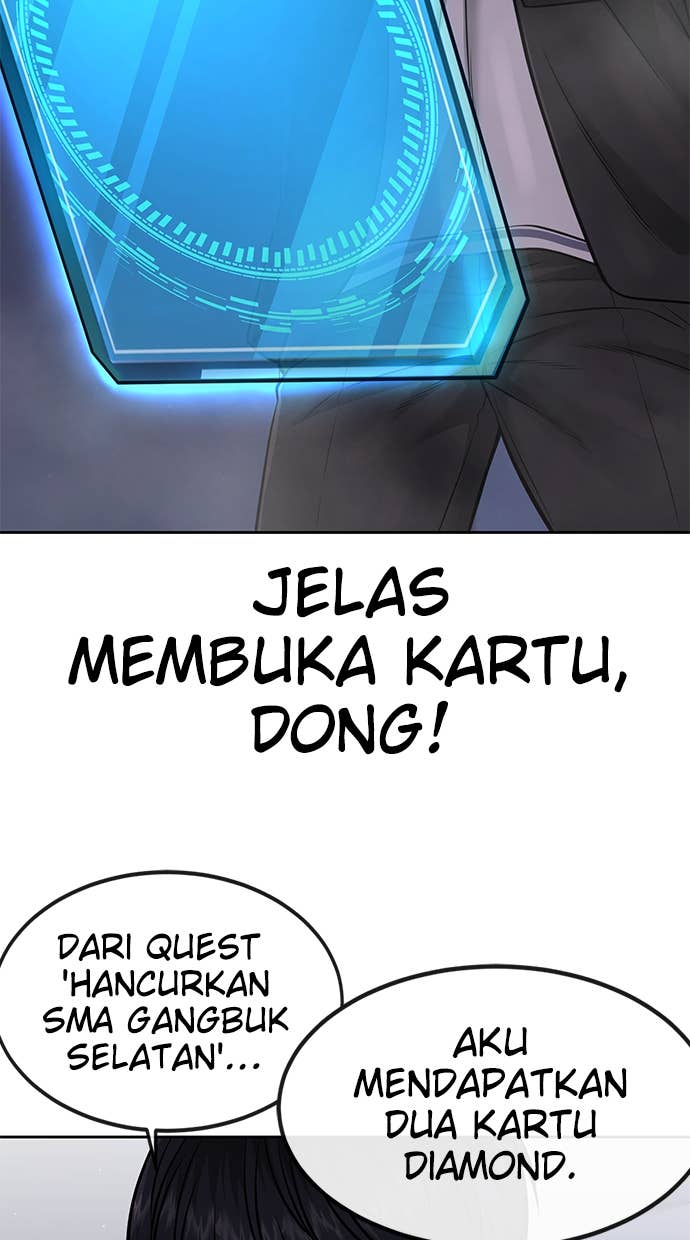 JELAS
MEMBUKA KARTU,
DONG!
DARI QUEST
'HANCURKAN
SMA GANGBUK
SELATAN'...
AKU
MENDAPATKAN
DUA KARTU
DIAMOND.